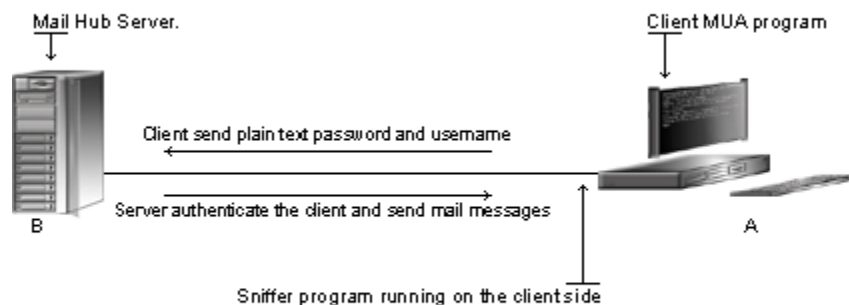 Mail Hub Server.
Client MUA program
Client send plain text password and username
Server authenticate the client and send mail messages
B
A
Sniffer program running on the client side